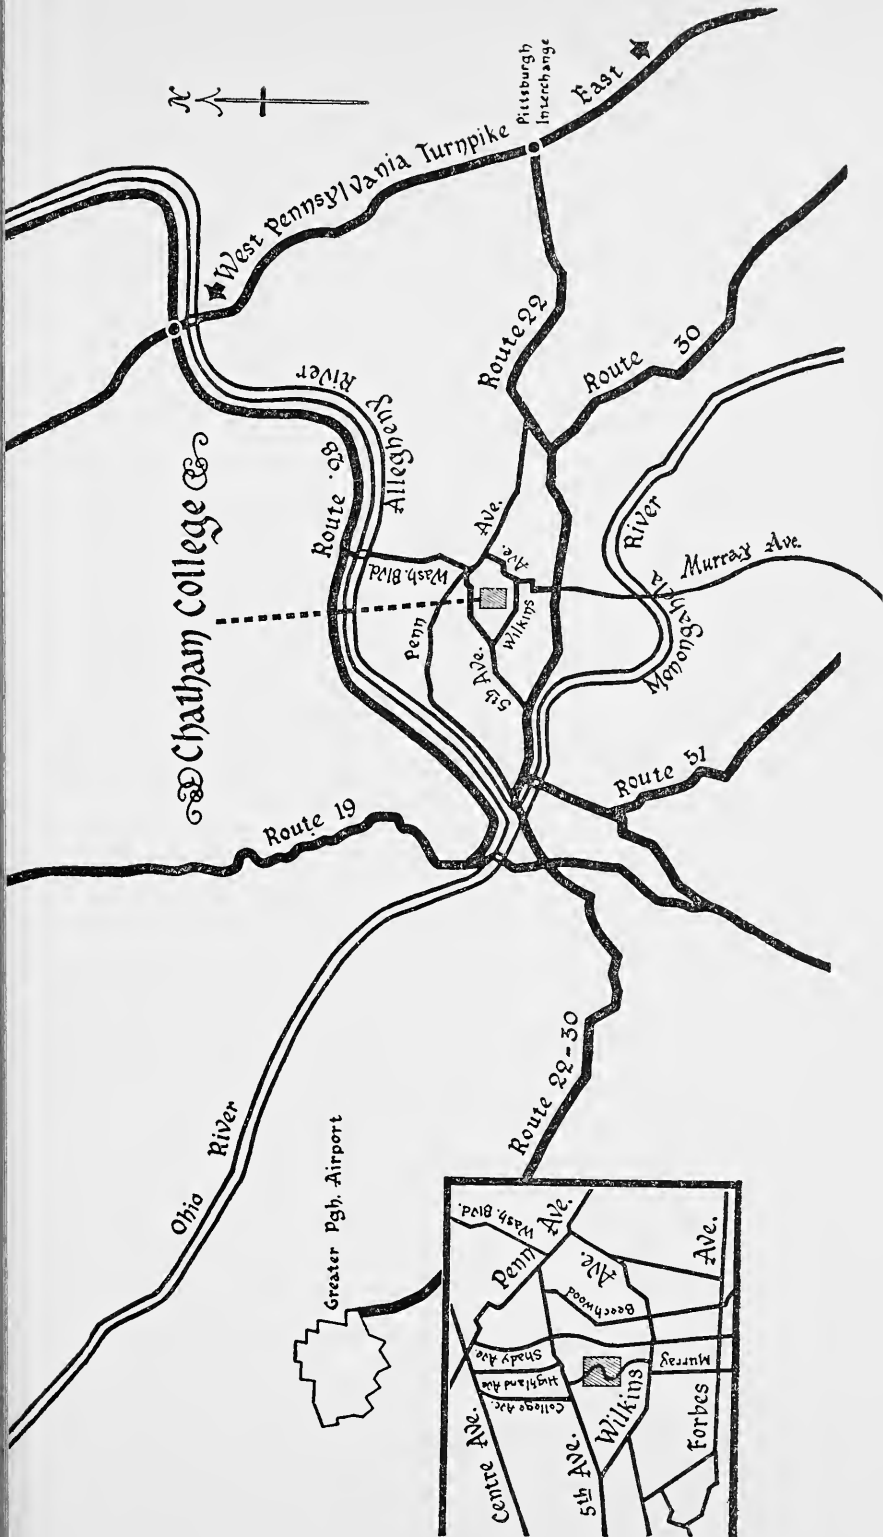 N
Pittsburgh
Interchange
East
West Pennsylvania Turnpike
Chatham College
Route 28
Allegheny
River
Route 22
Route 30
Wash. Blvd.
Penn
Ave.
Ave.
Wilkins
5th Ave.
Murray Ave.
Monongahela
River
Route 19
Route 51
Ohio River
Greater Pgh. Airport
Route 22-30
Wash. Blvd.
Penn Ave.
Ave.
Beechwood
Shady Ave
Highland Ave
College Ave.
Centre Ave.
5th Ave.
Wilkins
Murray
Forbes
Ave.